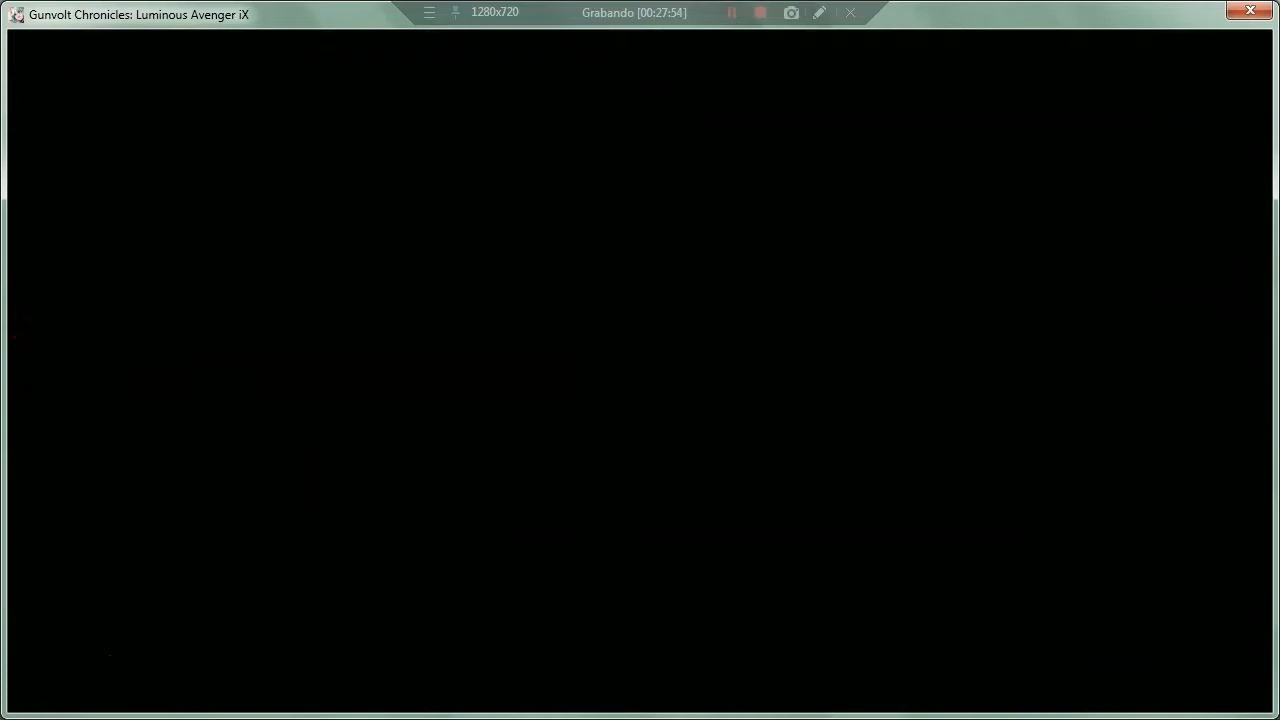 Gunvolt Chronicles: Luminous Avenger iX
1280x720
Grabando [00:27:54]